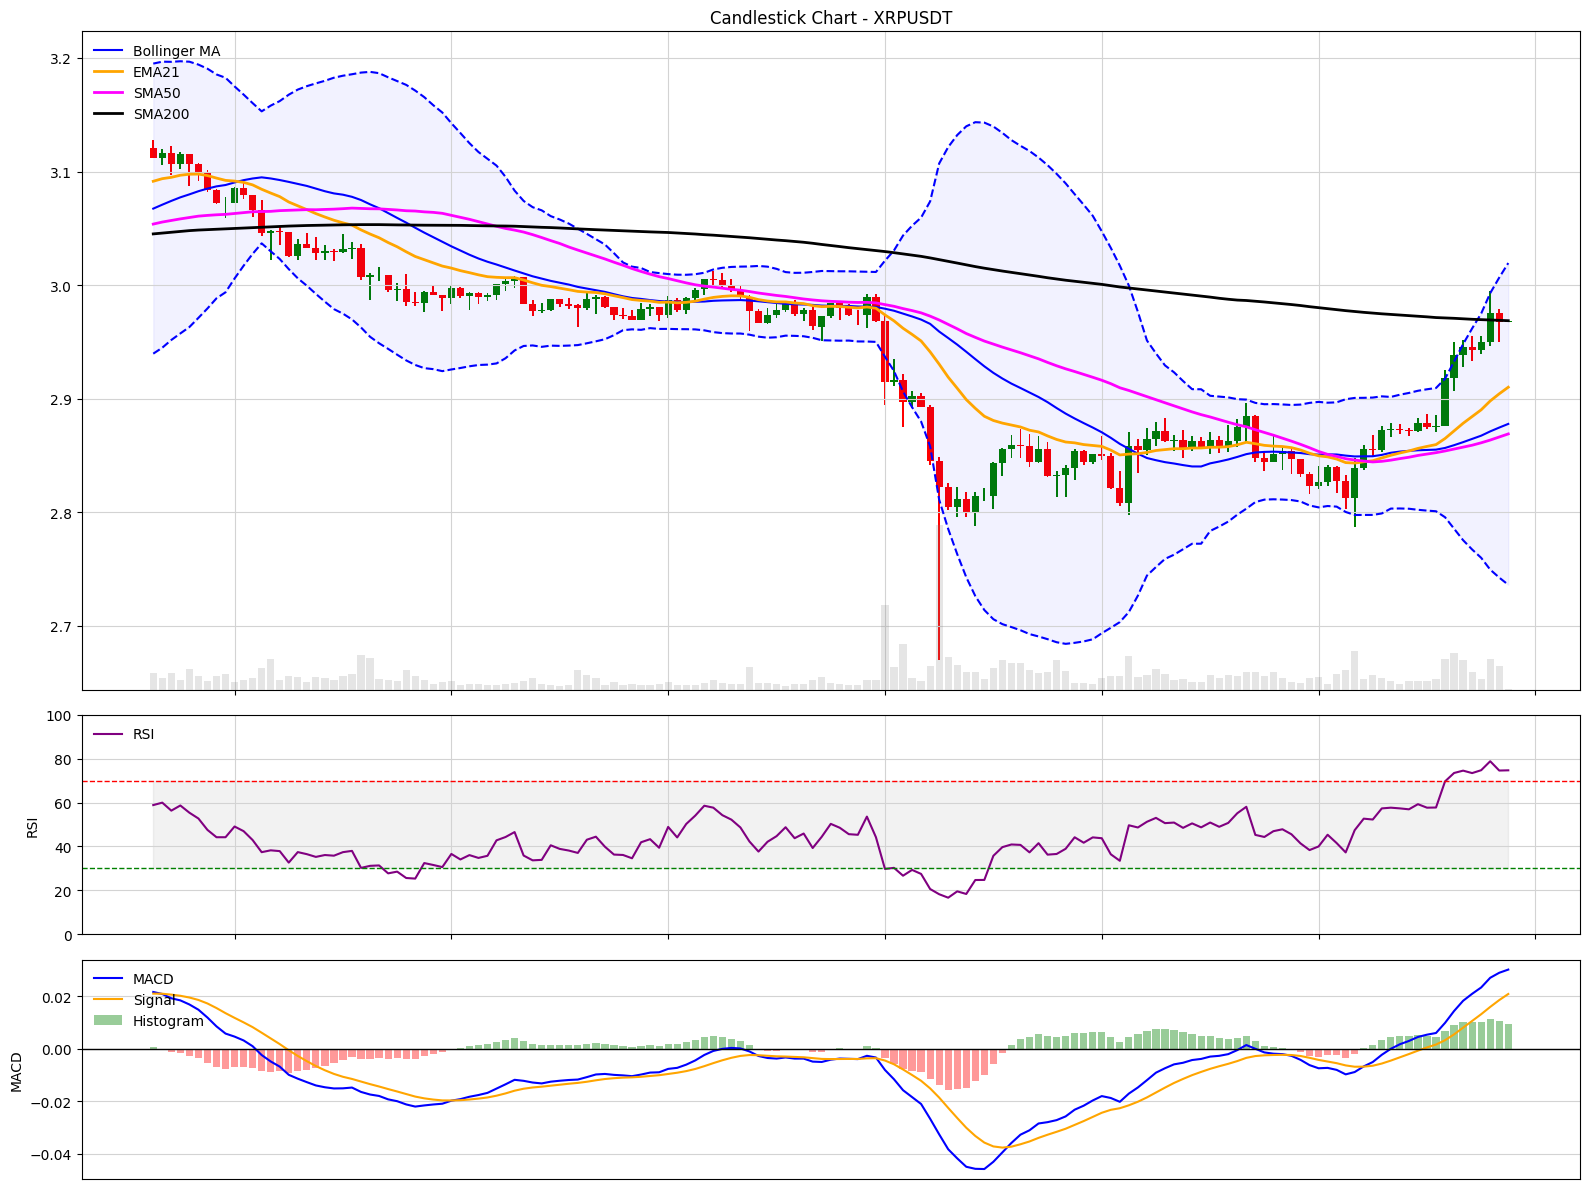 Candlestick Chart - XRPUSDT
Bollinger MA
EMA21
SMA50
SMA200
3.2
3.1
3.0
2.9
2.8
2.7
RSI
100
80
60
40
20
0
RSI
MACD
Signal
Histogram
0.02
0.00
−0.02
−0.04
MACD